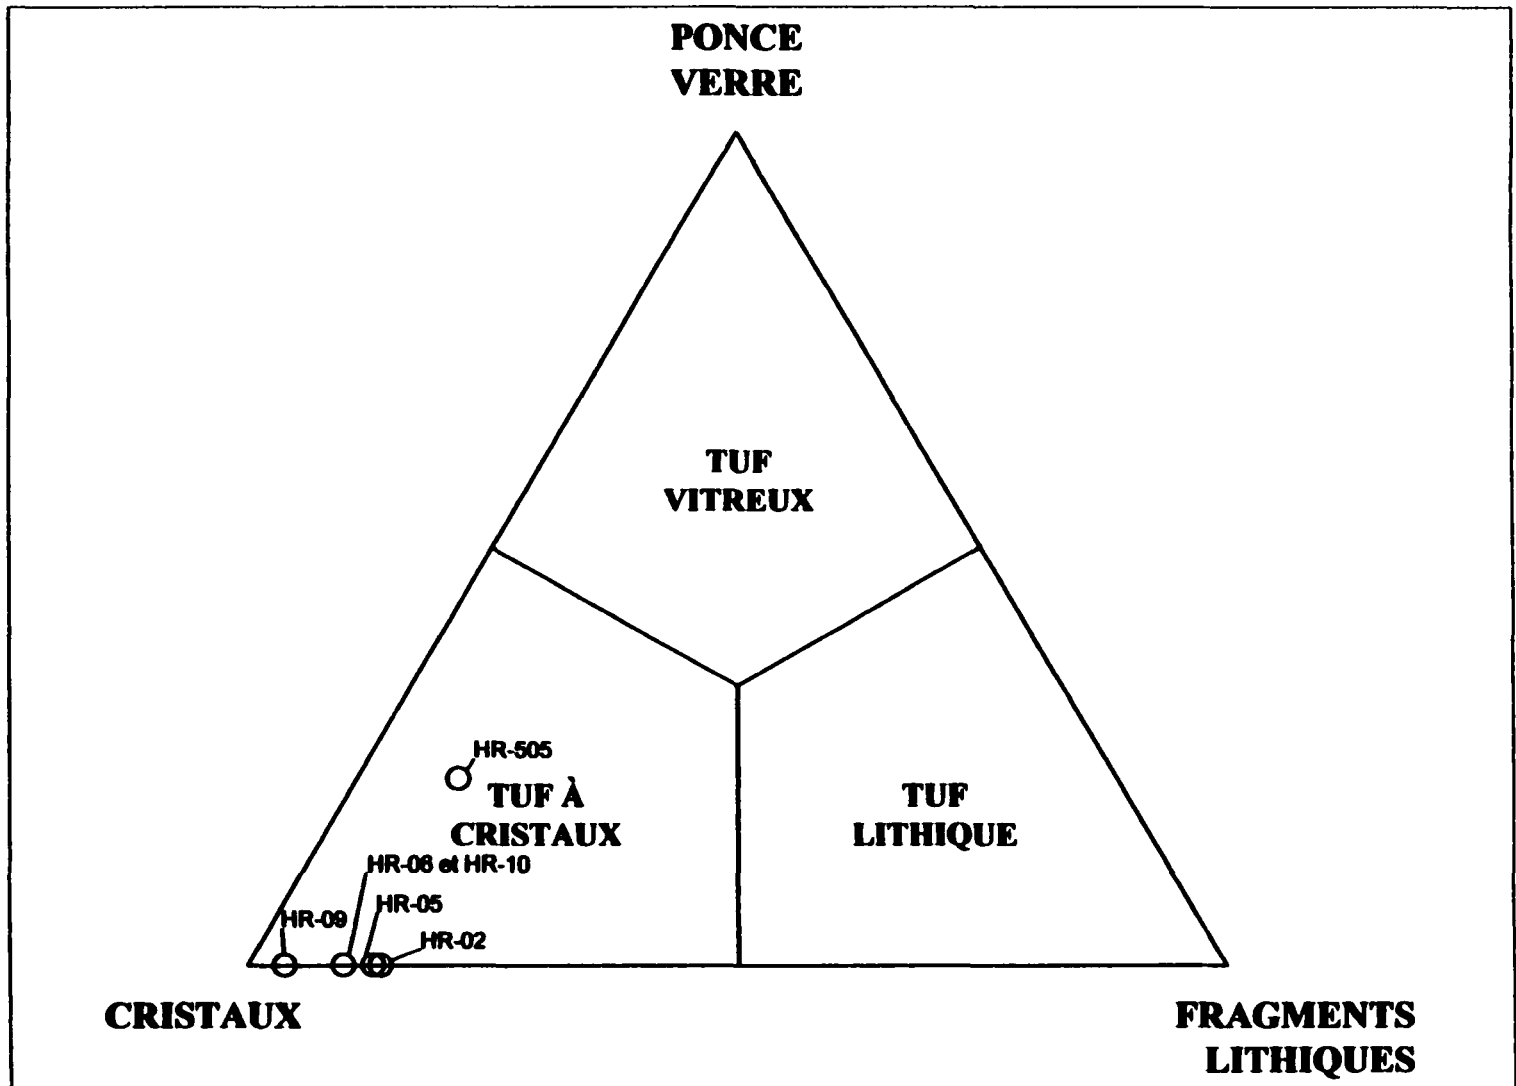 PONCE
VERRE
TUF
VITREUX
HR-505
TUF À
CRISTAUX
TUF
LITHIQUE
HR-06 et HR-10
HR-05
HR-09
HR-02
CRISTAUX
FRAGMENTS
LITHIQUES